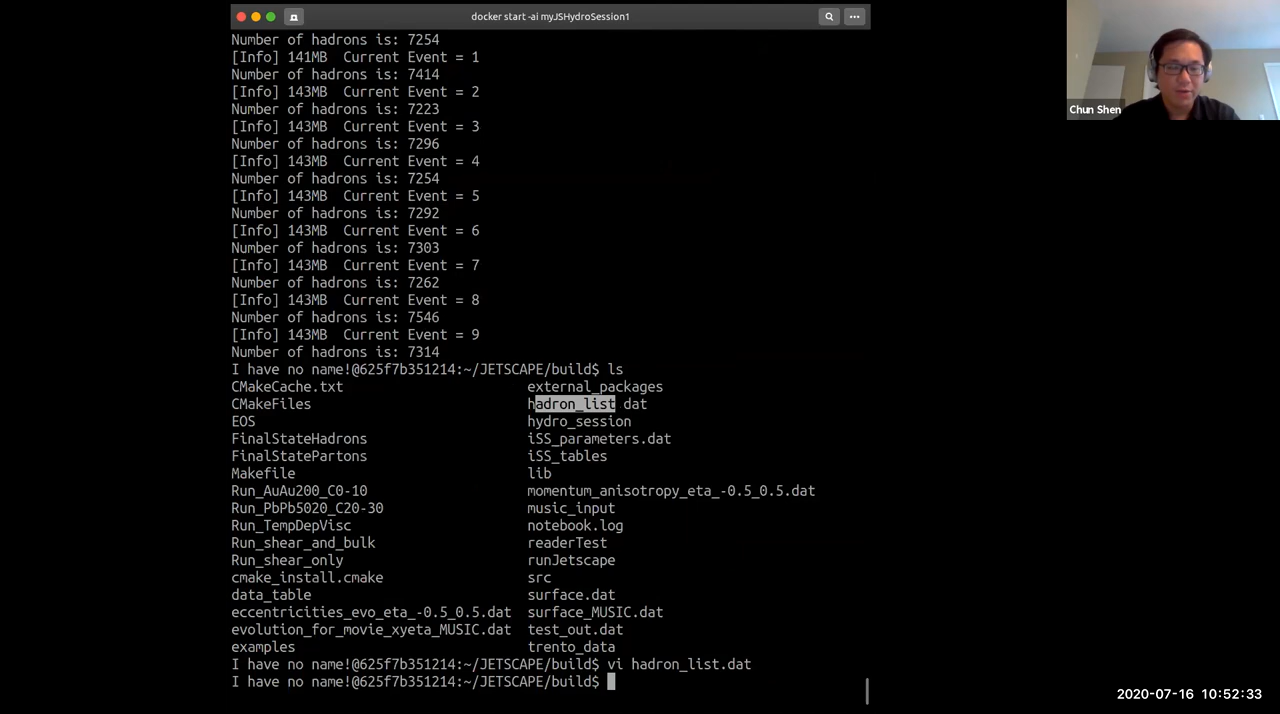 docker start -ai myJSHydroSession1
Number of hadrons is: 7254
[Info] 141MB  Current Event = 1
Number of hadrons is: 7414
[Info] 143MB  Current Event = 2
Number of hadrons is: 7223
[Info] 143MB  Current Event = 3
Number of hadrons is: 7296
[Info] 143MB  Current Event = 4
Number of hadrons is: 7254
[Info] 143MB  Current Event = 5
Number of hadrons is: 7292
[Info] 143MB  Current Event = 6
Number of hadrons is: 7303
[Info] 143MB  Current Event = 7
Number of hadrons is: 7262
[Info] 143MB  Current Event = 8
Number of hadrons is: 7546
[Info] 143MB  Current Event = 9
Number of hadrons is: 7314
I have no name!@625f7b351214:~/JETSCAPE/build$ ls
CMakeCache.txt external_packages
CMakeFiles hadron_list dat
EOS hydro_session
FinalStateHadrons iSS_parameters.dat
FinalStatePartons iSS_tables
Makefile lib
Run_AuAu200_C0-10 momentum_anisotropy_eta_-0.5_0.5.dat
Run_PbPb5020_C20-30 music_input
Run_TempDepVisc notebook.log
Run_shear_and_bulk readerTest
Run_shear_only runJetscape
cmake_install.cmake src
data_table surface.dat
eccentricities_evo_eta_-0.5_0.5.dat surface_MUSIC.dat
evolution_for_movie_xyeta_MUSIC.dat test_out.dat
examples trento_data
I have no name!@625f7b351214:~/JETSCAPE/build$ vi hadron_list.dat
I have no name!@625f7b351214:~/JETSCAPE/build$
Chun Shen
2020-07-16 10:52:33